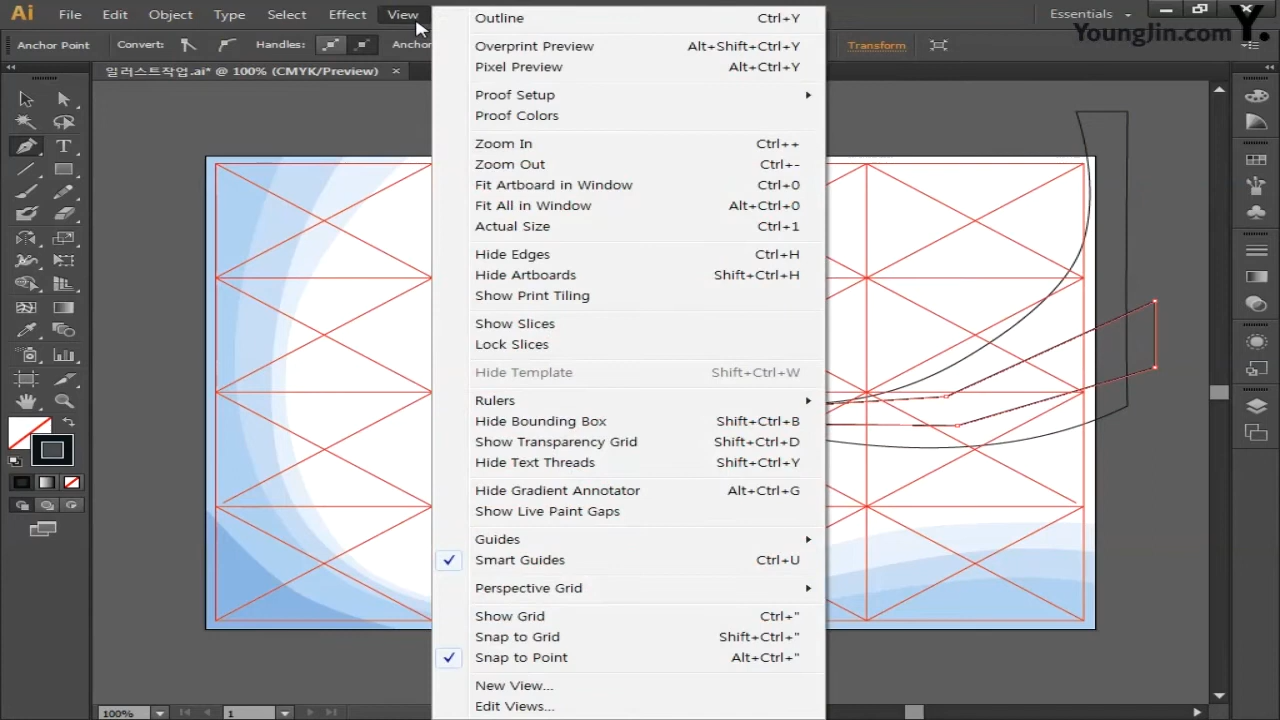 Ai File Edit Object Type Select Effect View Essentials
YoungJin.com Y.
Anchor Point Convert: Handles: Anchor Transform
일러스트작업.ai* @ 100% (CMYK/Preview) ×
Outline Ctrl+Y
Overprint Preview Alt+Shift+Ctrl+Y
Pixel Preview Alt+Ctrl+Y
Proof Setup
Proof Colors
Zoom In Ctrl++
Zoom Out Ctrl+-
Fit Artboard in Window Ctrl+0
Fit All in Window Alt+Ctrl+0
Actual Size Ctrl+1
Hide Edges Ctrl+H
Hide Artboards Shift+Ctrl+H
Show Print Tiling
Show Slices
Lock Slices
Hide Template Shift+Ctrl+W
Rulers
Hide Bounding Box Shift+Ctrl+B
Show Transparency Grid Shift+Ctrl+D
Hide Text Threads Shift+Ctrl+Y
Hide Gradient Annotator Alt+Ctrl+G
Show Live Paint Gaps
Guides
Smart Guides Ctrl+U
Perspective Grid
Show Grid Ctrl+"
Snap to Grid Shift+Ctrl+"
Snap to Point Alt+Ctrl+"
New View...
Edit Views...
100% 1